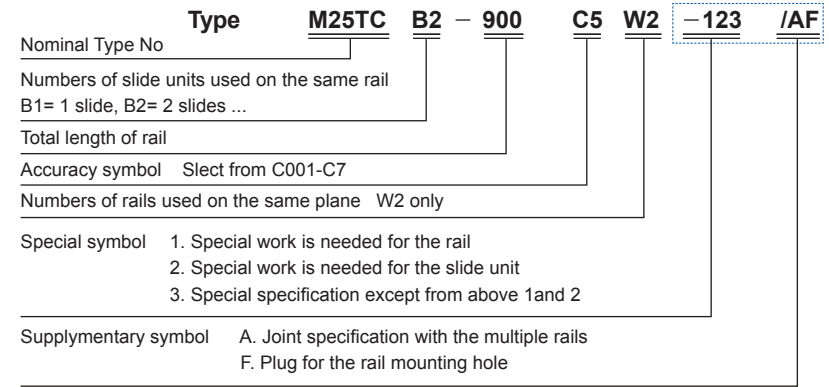 Type M25TC B2 － 900 C5 W2 －123 /AF
Nominal Type No
Numbers of slide units used on the same rail
B1= 1 slide, B2= 2 slides ...
Total length of rail
Accuracy symbol Slect from C001-C7
Numbers of rails used on the same plane W2 only
Special symbol 1. Special work is needed for the rail
2. Special work is needed for the slide unit
3. Special specification except from above 1and 2
Supplymentary symbol A. Joint specification with the multiple rails
F. Plug for the rail mounting hole